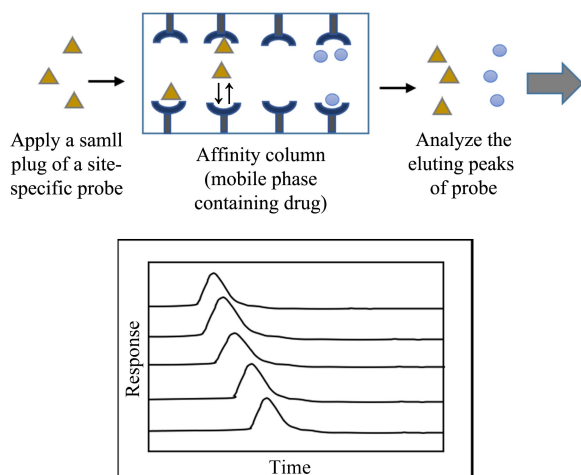 Apply a samll
plug of a site-
specific probe
Affinity column
(mobile phase
containing drug)
Analyze the
eluting peaks
of probe
Response
Time